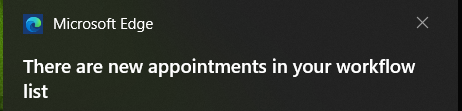 Microsoft Edge
There are new appointments in your workflow
list